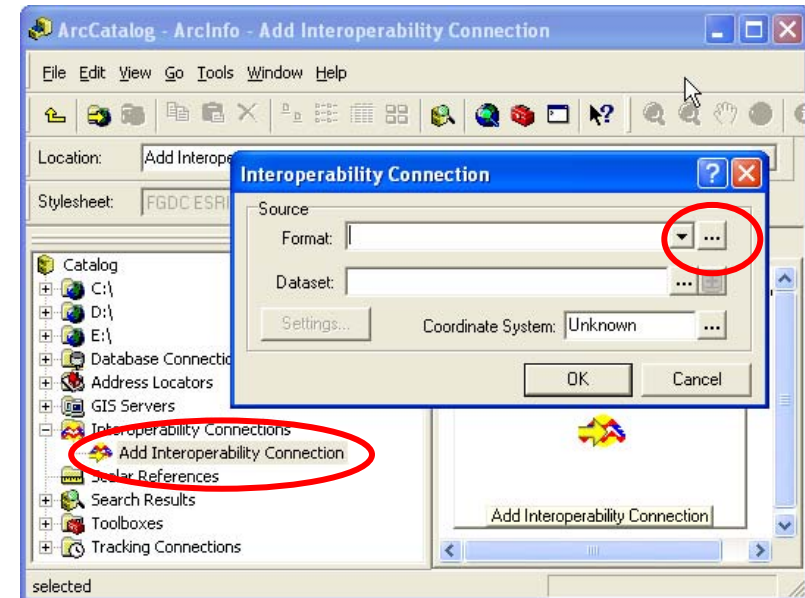 ArcCatalog - ArcInfo - Add Interoperability Connection
File Edit View Go Tools Window Help
Location: Add Interope
Stylesheet: FGDC ESRI
Interoperability Connection
Source
Format:
Dataset:
Settings... Coordinate System: Unknown
OK Cancel
Catalog
C:\
D:\
E:\
Database Connectio
Address Locators
GIS Servers
Interoperability Connections
Add Interoperability Connection
Scalar References
Search Results
Toolboxes
Tracking Connections
Add Interoperability Connection
selected